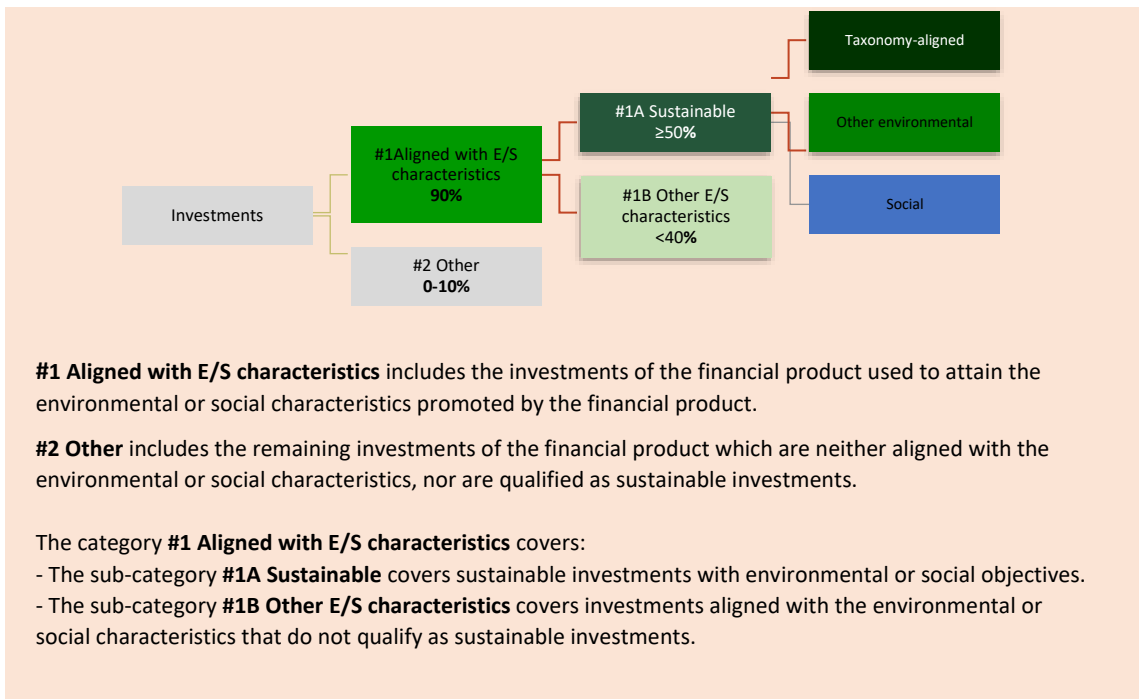 Taxonomy-aligned
#1A Sustainable
≥50%
Other environmental
#1Aligned with E/S
characteristics
90%
#1B Other E/S
characteristics
<40%
Social
Investments
#2 Other
0-10%
#1 Aligned with E/S characteristics includes the investments of the financial product used to attain the
environmental or social characteristics promoted by the financial product.
#2 Other includes the remaining investments of the financial product which are neither aligned with the
environmental or social characteristics, nor are qualified as sustainable investments.
The category #1 Aligned with E/S characteristics covers:
- The sub-category #1A Sustainable covers sustainable investments with environmental or social objectives.
- The sub-category #1B Other E/S characteristics covers investments aligned with the environmental or
social characteristics that do not qualify as sustainable investments.